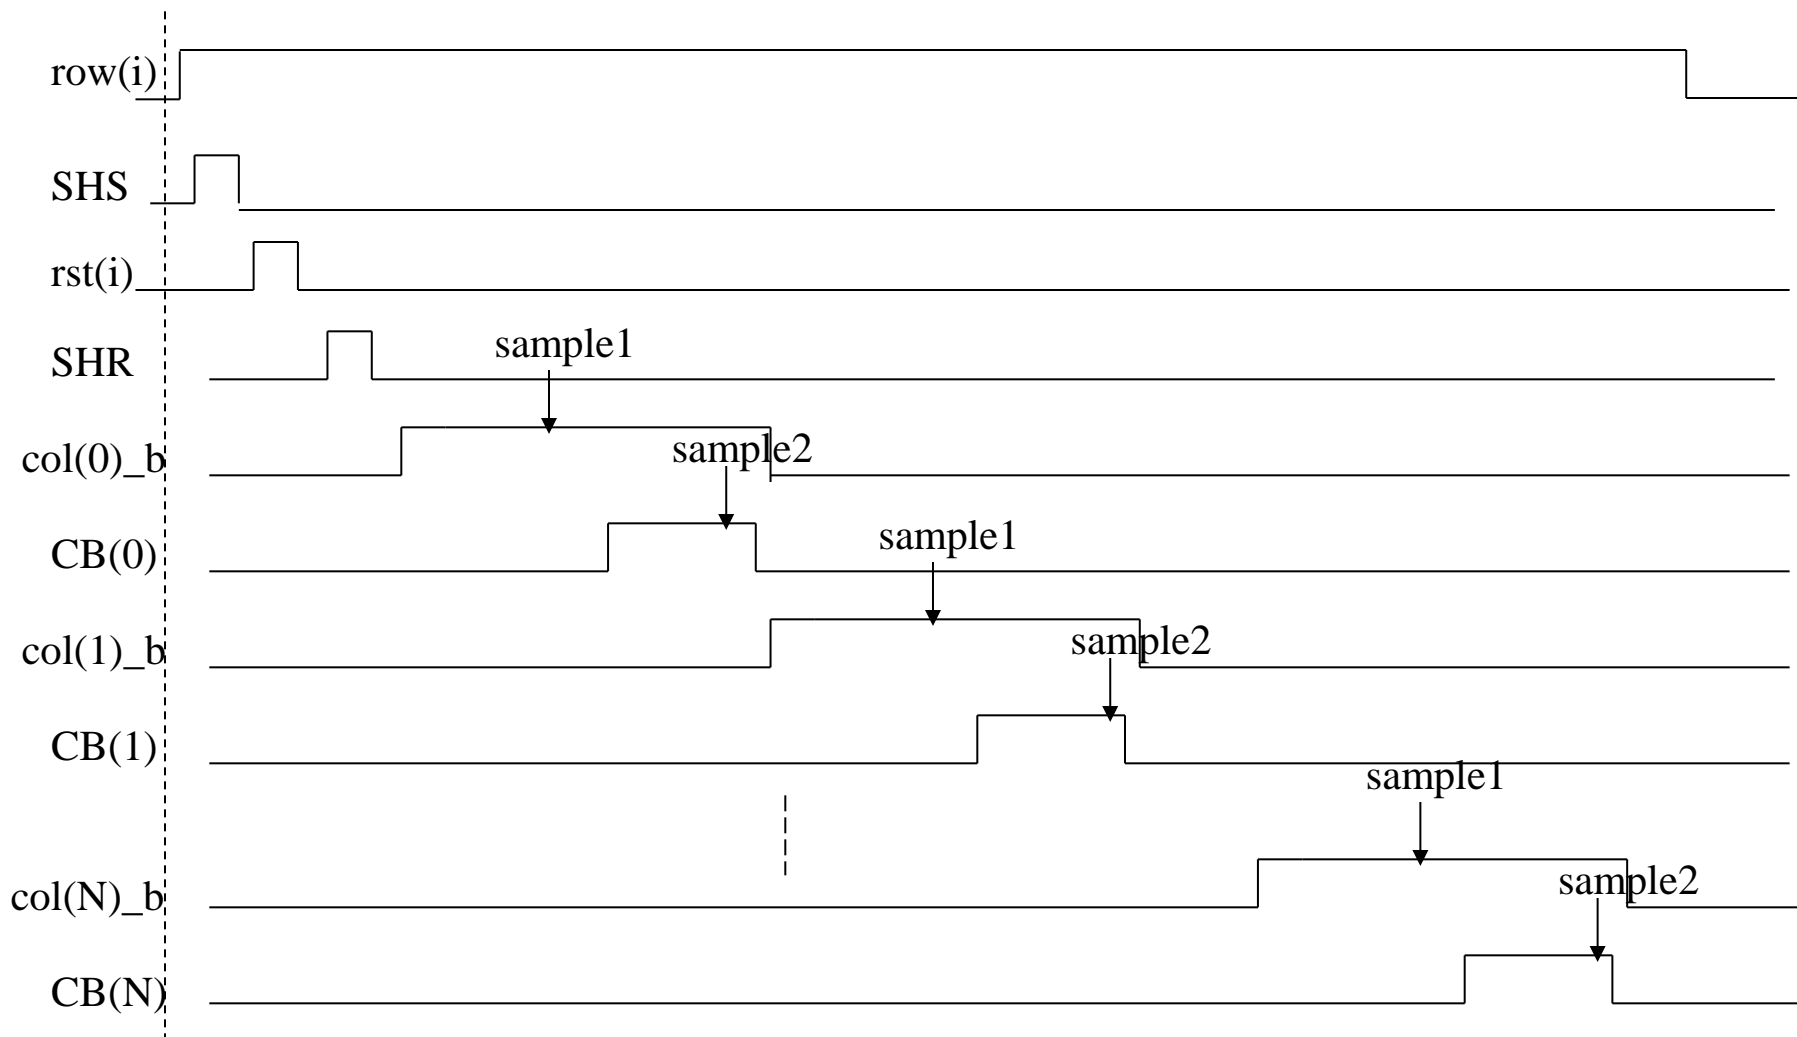 row(i)
SHS
rst(i)
sample1
SHR
sample2
col(0)_b
sample1
CB(0)
sample2
col(1)_b
CB(1)
sample1
sample2
col(N)_b
CB(N)